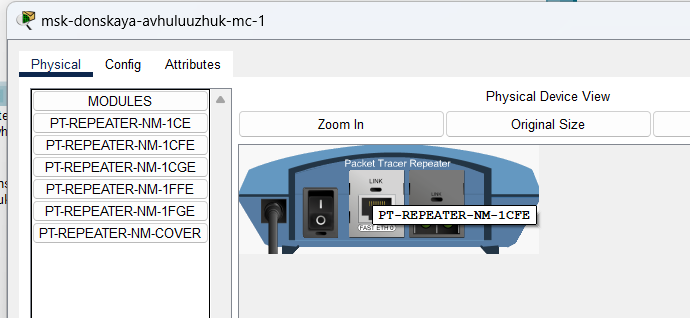 msk-donskaya-avhuluuzhuk-mc-1
Physical Config Attributes
MODULES
PT-REPEATER-NM-1CE
PT-REPEATER-NM-1CFE
PT-REPEATER-NM-1CGE
PT-REPEATER-NM-1FFE
PT-REPEATER-NM-1FGE
PT-REPEATER-NM-COVER
Physical Device View
Zoom In Original Size
Packet Tracer Repeater
LINK LINK
PT-REPEATER-NM-1CFE
FAST ETH 0